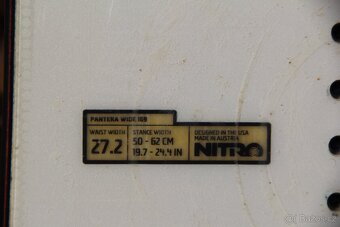 PANTERA WIDE 169
WAIST WIDTH
27.2
STANCE WIDTH
50 - 62 CM
19.7 - 24.4 IN
DESIGNED IN THE USA
MADE IN AUSTRIA
NITRO